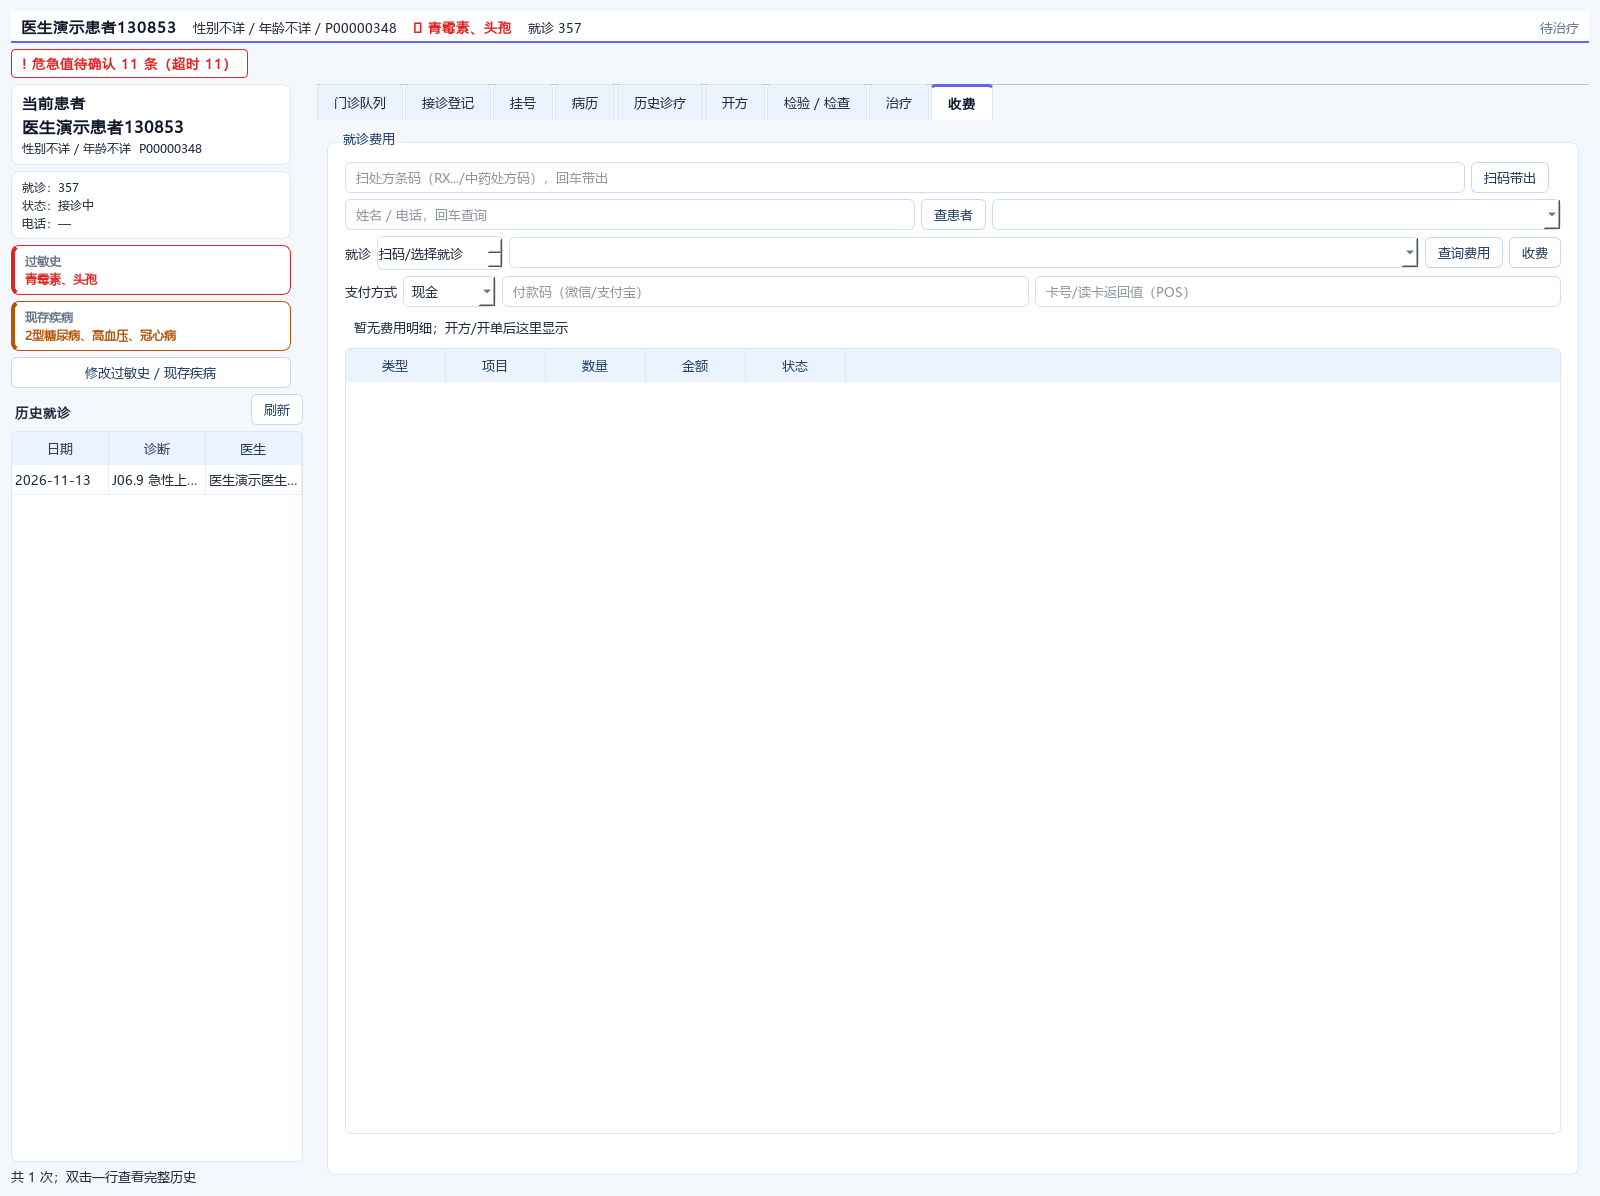 医生演示患者130853 性别不详 / 年龄不详 / P00000348 青霉素、头孢 就诊 357 待治疗
! 危急值待确认 11 条（超时 11）
当前患者
医生演示患者130853
性别不详 / 年龄不详 P00000348
就诊：357
状态：接诊中
电话：—
过敏史
青霉素、头孢
现存疾病
2型糖尿病、高血压、冠心病
修改过敏史 / 现存疾病
历史就诊 刷新
日期 诊断 医生
2026-11-13 J06.9 急性上... 医生演示医生...
共 1 次；双击一行查看完整历史
门诊队列 接诊登记 挂号 病历 历史诊疗 开方 检验 / 检查 治疗 收费
就诊费用
扫处方条码（RX.../中药处方码），回车带出 扫码带出
姓名 / 电话，回车查询 查患者
就诊 扫码/选择就诊 查询费用 收费
支付方式 现金 付款码（微信/支付宝） 卡号/读卡返回值（POS）
暂无费用明细；开方/开单后这里显示
类型 项目 数量 金额 状态